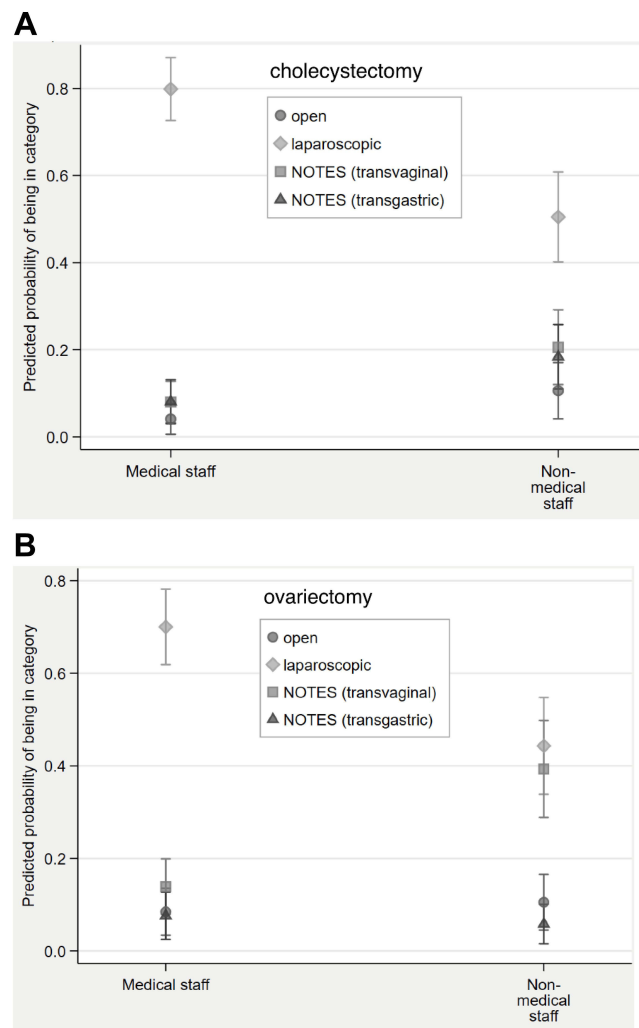 A
cholecystectomy
open
laparoscopic
NOTES (transvaginal)
NOTES (transgastric)
Predicted probability of being in category
0.8
0.6
0.4
0.2
0.0
Medical staff
Non-
medical
staff
B
ovariectomy
open
laparoscopic
NOTES (transvaginal)
NOTES (transgastric)
Predicted probability of being in category
0.8
0.6
0.4
0.2
0.0
Medical staff
Non-
medical
staff